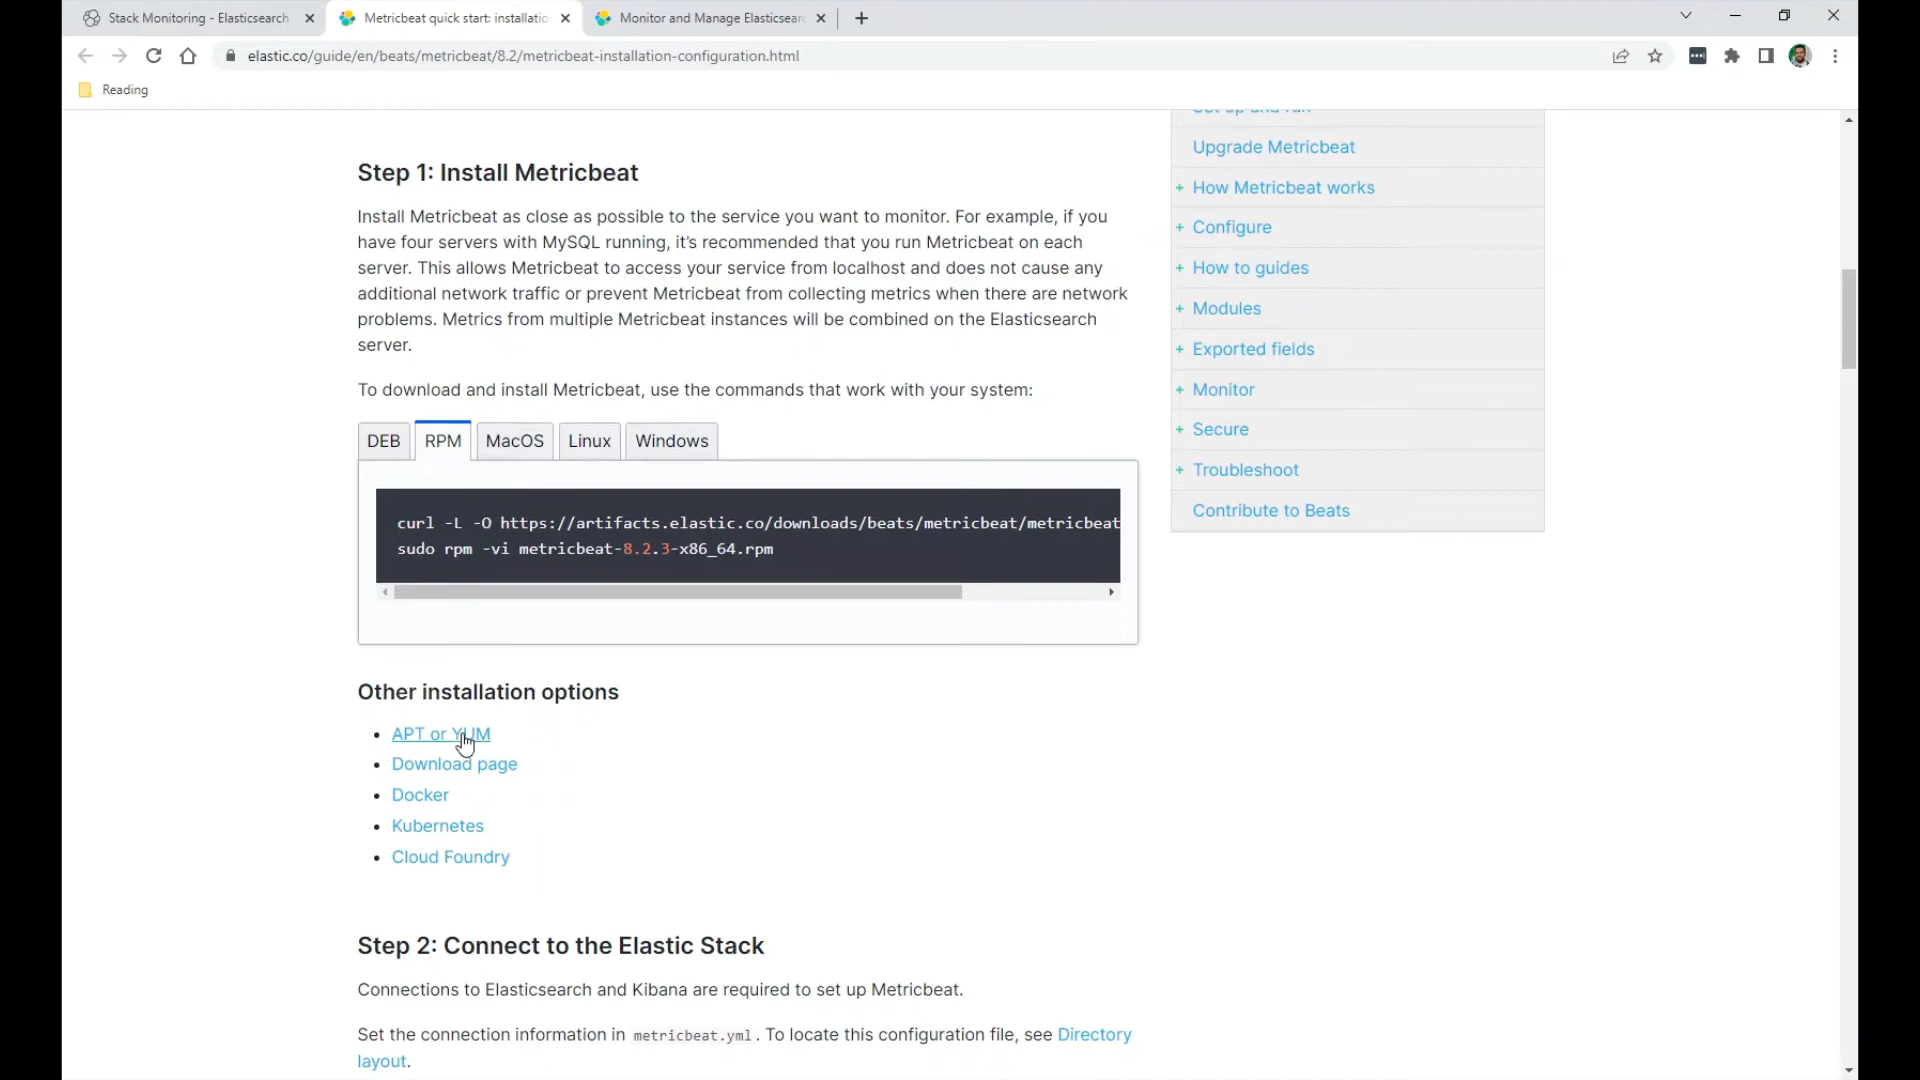 Stack Monitoring - Elasticsearch
Metricbeat quick start: installatio
Monitor and Manage Elasticsear
elastic.co/guide/en/beats/metricbeat/8.2/metricbeat-installation-configuration.html
Reading
Set up and run
Upgrade Metricbeat
+ How Metricbeat works
+ Configure
+ How to guides
+ Modules
+ Exported fields
+ Monitor
+ Secure
+ Troubleshoot
Contribute to Beats
Step 1: Install Metricbeat
Install Metricbeat as close as possible to the service you want to monitor. For example, if you
have four servers with MySQL running, it's recommended that you run Metricbeat on each
server. This allows Metricbeat to access your service from localhost and does not cause any
additional network traffic or prevent Metricbeat from collecting metrics when there are network
problems. Metrics from multiple Metricbeat instances will be combined on the Elasticsearch
server.
To download and install Metricbeat, use the commands that work with your system:
DEB RPM MacOS Linux Windows
curl -L -O https://artifacts.elastic.co/downloads/beats/metricbeat/metricbeat
sudo rpm -vi metricbeat-8.2.3-x86_64.rpm
Other installation options
• APT or YUM
• Download page
• Docker
• Kubernetes
• Cloud Foundry
Step 2: Connect to the Elastic Stack
Connections to Elasticsearch and Kibana are required to set up Metricbeat.
Set the connection information in metricbeat.yml. To locate this configuration file, see Directory
layout.